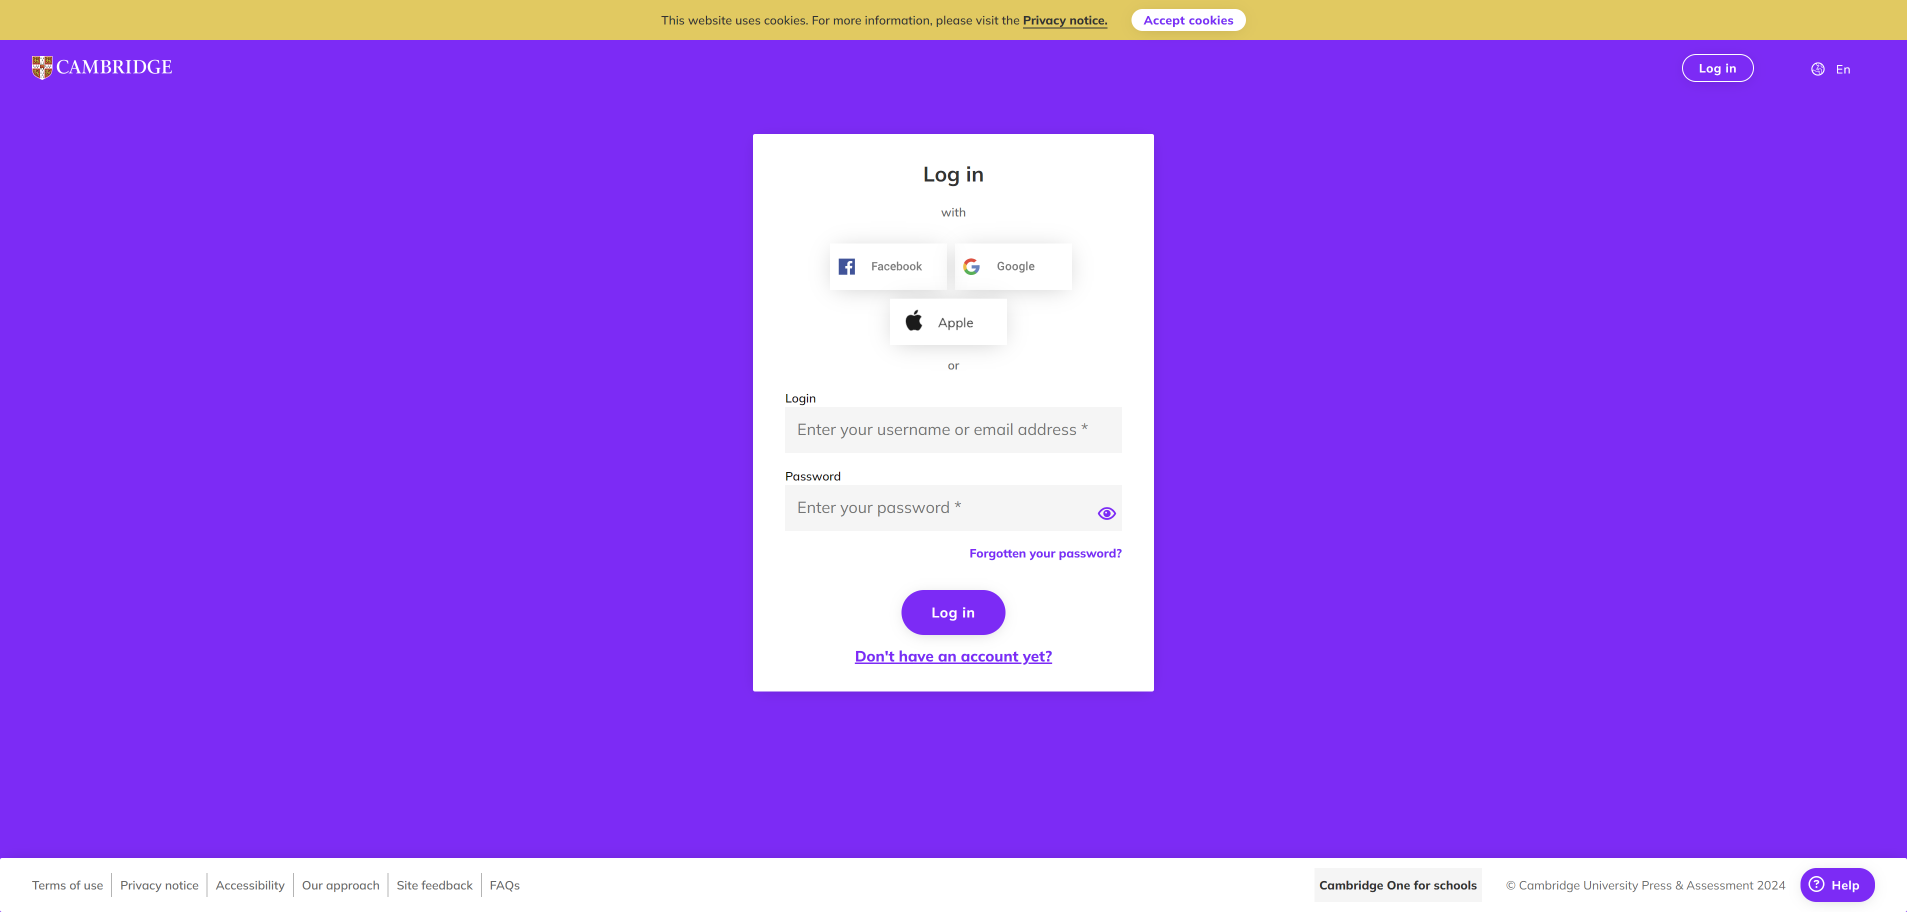 This website uses cookies. For more information, please visit the Privacy notice. Accept cookies
CAMBRIDGE
Log in
En
Log in
with
Facebook
Google
Apple
or
Login
Enter your username or email address *
Password
Enter your password *
Forgotten your password?
Log in
Don't have an account yet?
Terms of use
Privacy notice
Accessibility
Our approach
Site feedback
FAQs
Cambridge One for schools
© Cambridge University Press & Assessment 2024
Help